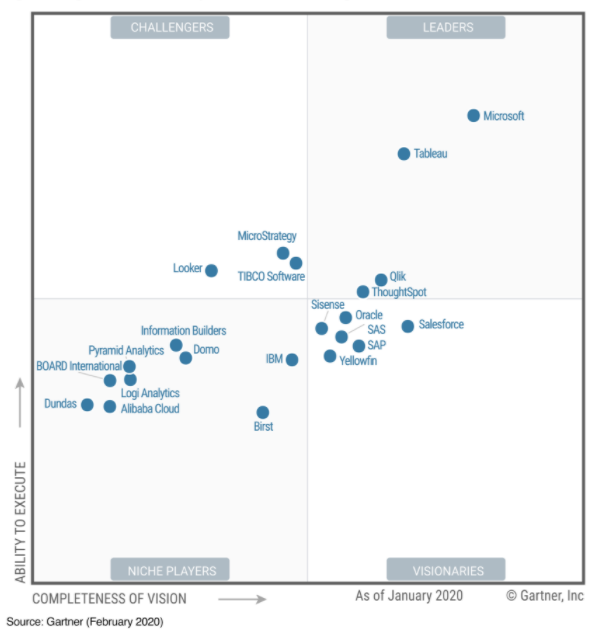 CHALLENGERS
LEADERS
Microsoft
Tableau
MicroStrategy
Looker
TIBCO Software
Qlik
ThoughtSpot
Sisense
Oracle
Salesforce
SAS
SAP
Yellowfin
Information Builders
Domo
IBM
Pyramid Analytics
BOARD International
Logi Analytics
Dundas
Alibaba Cloud
Birst
NICHE PLAYERS
VISIONARIES
ABILITY TO EXECUTE
COMPLETENESS OF VISION
As of January 2020
© Gartner, Inc
Source: Gartner (February 2020)